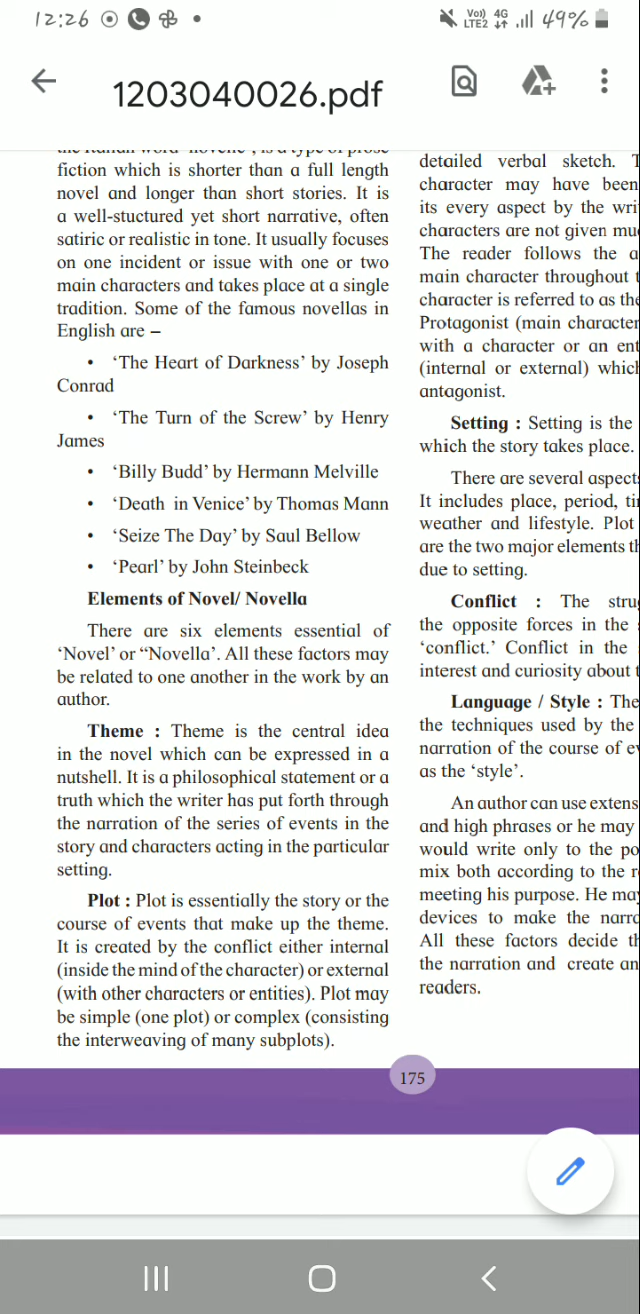 12:26
Vo)) 4G
LTE2
49%
1203040026.pdf
the Italian word 'novelle', is a type of prose
fiction which is shorter than a full length
novel and longer than short stories. It is
a well-stuctured yet short narrative, often
satiric or realistic in tone. It usually focuses
on one incident or issue with one or two
main characters and takes place at a single
tradition. Some of the famous novellas in
English are –
• 'The Heart of Darkness' by Joseph
Conrad
• 'The Turn of the Screw' by Henry
James
• 'Billy Budd' by Hermann Melville
• 'Death in Venice' by Thomas Mann
• 'Seize The Day' by Saul Bellow
• 'Pearl' by John Steinbeck
Elements of Novel/ Novella
There are six elements essential of
'Novel' or “Novella'. All these factors may
be related to one another in the work by an
author.
Theme : Theme is the central idea
in the novel which can be expressed in a
nutshell. It is a philosophical statement or a
truth which the writer has put forth through
the narration of the series of events in the
story and characters acting in the particular
setting.
Plot : Plot is essentially the story or the
course of events that make up the theme.
It is created by the conflict either internal
(inside the mind of the character) or external
(with other characters or entities). Plot may
be simple (one plot) or complex (consisting
the interweaving of many subplots).
detailed verbal sketch. T
character may have been
its every aspect by the wri
characters are not given mu
The reader follows the a
main character throughout t
character is referred to as the
Protagonist (main character
with a character or an ent
(internal or external) which
antagonist.
Setting : Setting is the
which the story takes place.
There are several aspects
It includes place, period, ti
weather and lifestyle. Plot
are the two major elements th
due to setting.
Conflict : The stru
the opposite forces in the
'conflict.' Conflict in the
interest and curiosity about t
Language / Style : The
the techniques used by the
narration of the course of ev
as the 'style'.
An author can use extens
and high phrases or he may
would write only to the po
mix both according to the r
meeting his purpose. He may
devices to make the narra
All these factors decide th
the narration and create an
readers.
175